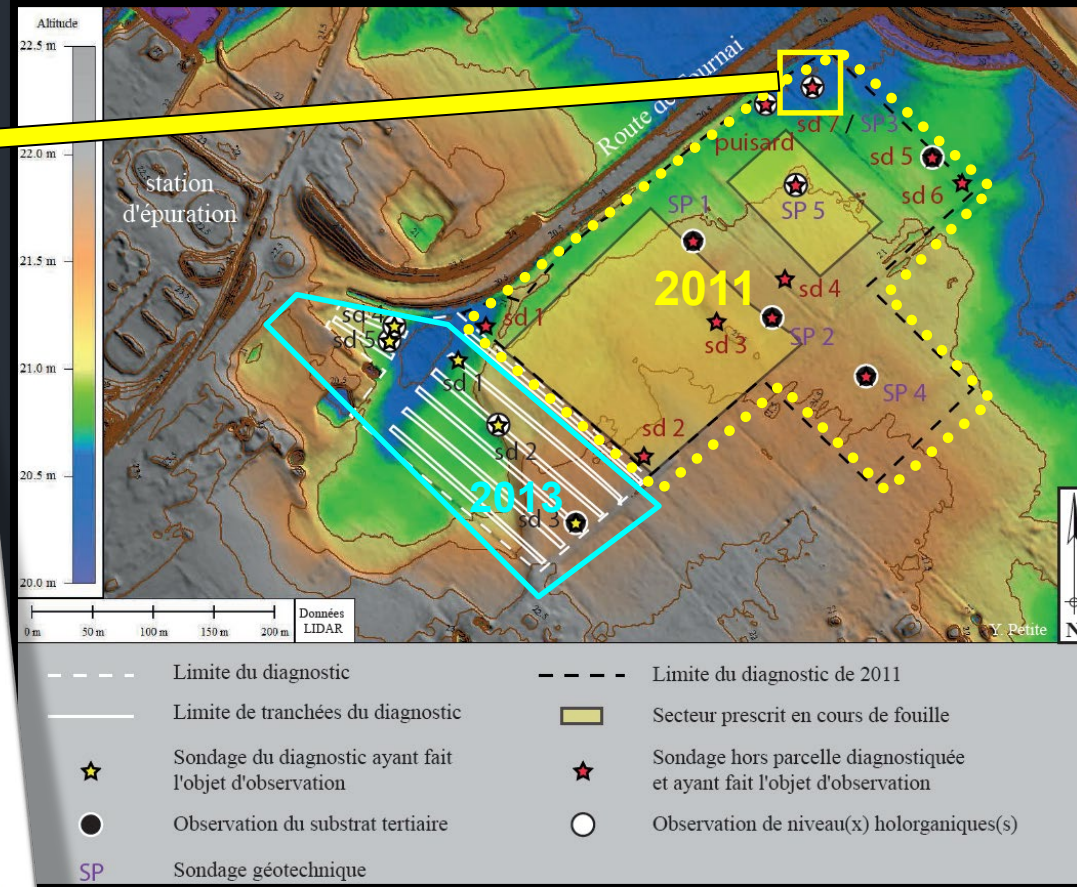 Altitude
22.5 m
22.0 m
21.5 m
21.0 m
20.5 m
20.0 m
0 m 50 m 100 m 150 m 200 m
Données
LIDAR
station
d'épuration
Route de Tournai
puisard
sd 7 / SP3
sd 5
sd 6
SP 1
SP 5
2011
sd 4
sd 3
SP 2
SP 4
sd 1
sd 2
sd 4
sd 5
sd 1
sd 2
2013
sd 3
Y. Petite
N
Limite du diagnostic
Limite de tranchées du diagnostic
Sondage du diagnostic ayant fait
l'objet d'observation
Observation du substrat tertiaire
SP Sondage géotechnique
Limite du diagnostic de 2011
Secteur prescrit en cours de fouille
Sondage hors parcelle diagnostiquée
et ayant fait l'objet d'observation
Observation de niveau(x) holorganiques(s)